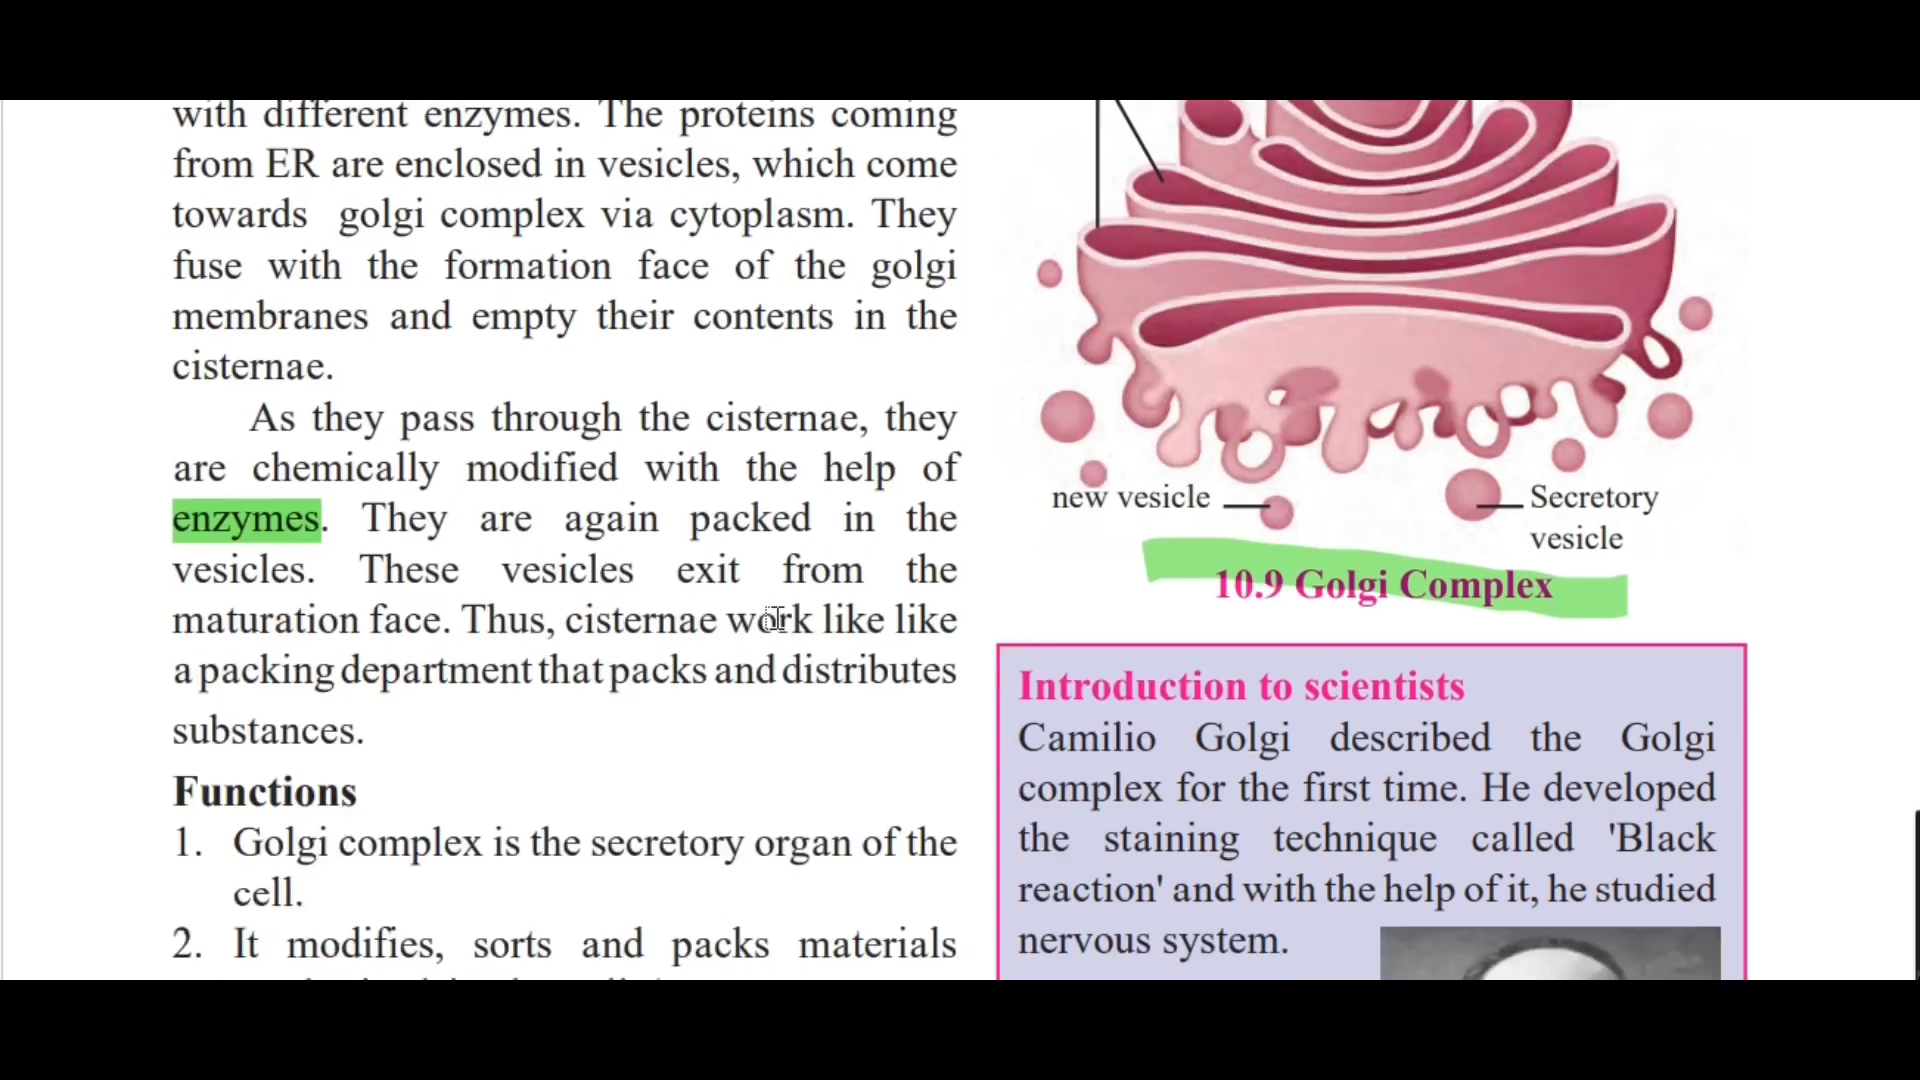 with different enzymes. The proteins coming
from ER are enclosed in vesicles, which come
towards golgi complex via cytoplasm. They
fuse with the formation face of the golgi
membranes and empty their contents in the
cisternae.
As they pass through the cisternae, they
are chemically modified with the help of
enzymes. They are again packed in the
vesicles. These vesicles exit from the
maturation face. Thus, cisternae work like like
a packing department that packs and distributes
substances.
Functions
1. Golgi complex is the secretory organ of the
cell.
2. It modifies, sorts and packs materials
new vesicle
Secretory
vesicle
10.9 Golgi Complex
Introduction to scientists
Camilio Golgi described the Golgi
complex for the first time. He developed
the staining technique called 'Black
reaction' and with the help of it, he studied
nervous system.